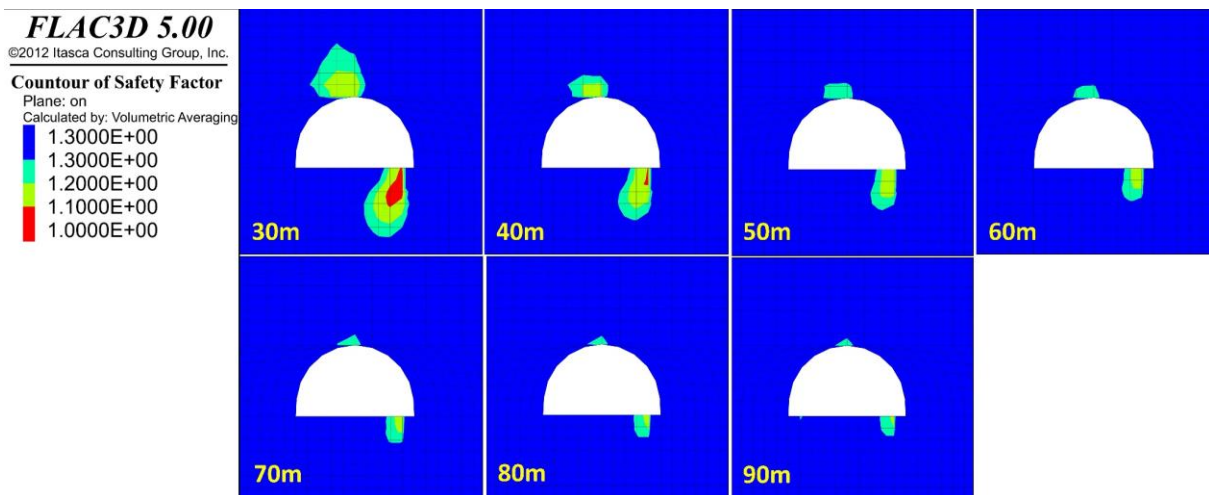 FLAC3D 5.00
©2012 Itasca Consulting Group, Inc.
Countour of Safety Factor
Plane: on
Calculated by: Volumetric Averaging
1.3000E+00
1.3000E+00
1.2000E+00
1.1000E+00
1.0000E+00
30m
40m
50m
60m
70m
80m
90m